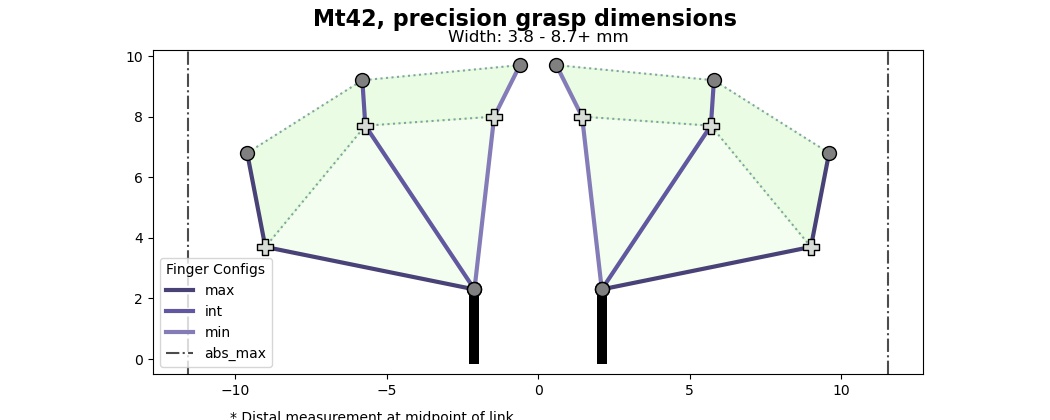 Mt42, precision grasp dimensions
Width: 3.8 - 8.7+ mm
10
8
6
4
2
0
Finger Configs
max
int
min
abs_max
−10 −5 0 5 10
* Distal measurement at midpoint of link